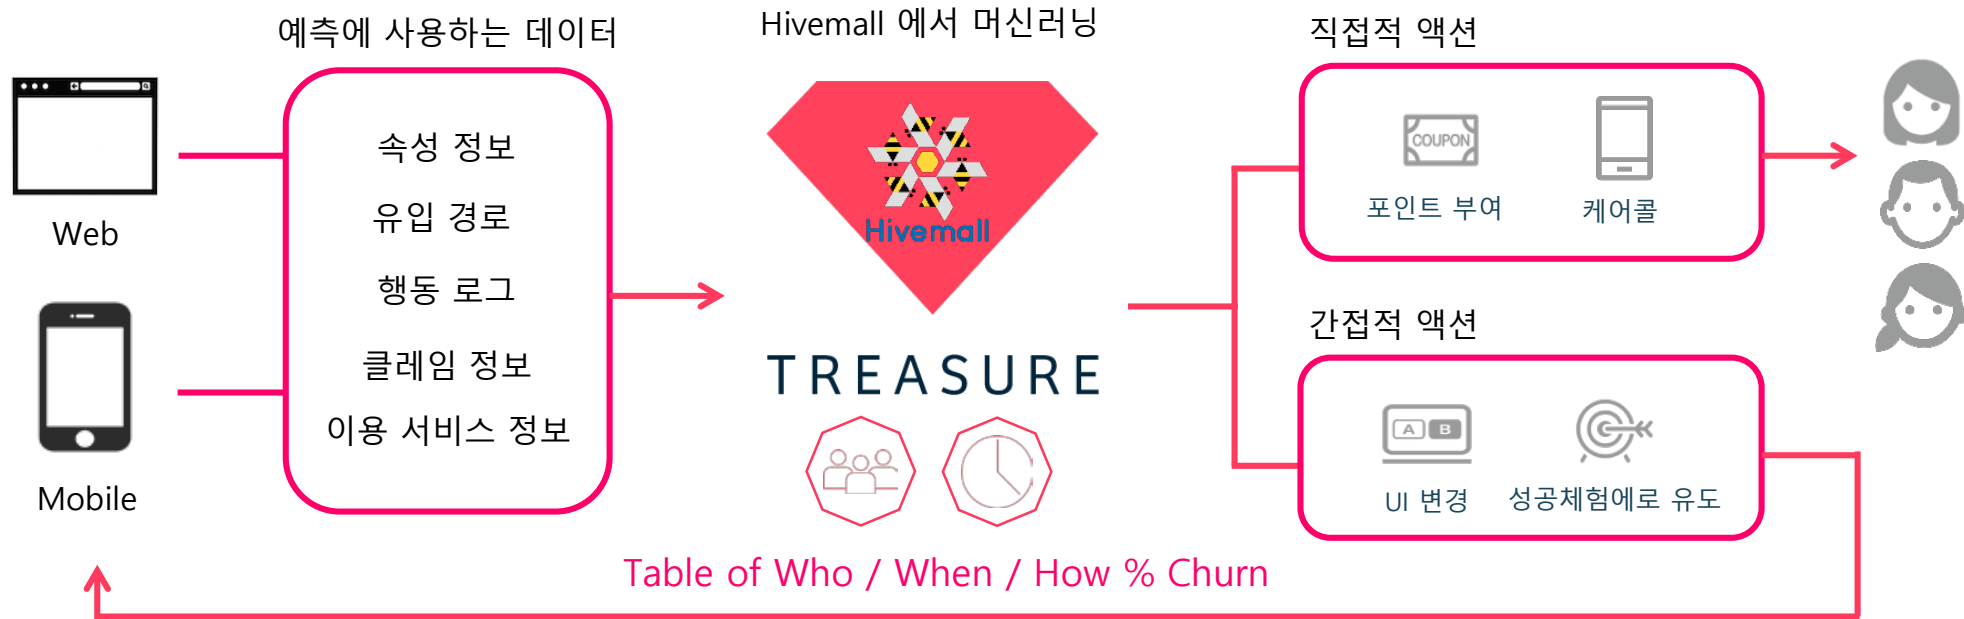 예측에 사용하는 데이터
Hivemall 에서 머신러닝
직접적 액션
Web
Mobile
속성 정보
유입 경로
행동 로그
클레임 정보
이용 서비스 정보
Hivemall
TREASURE
Table of Who / When / How % Churn
COUPON
포인트 부여
케어콜
간접적 액션
A B
UI 변경
성공체험에로 유도